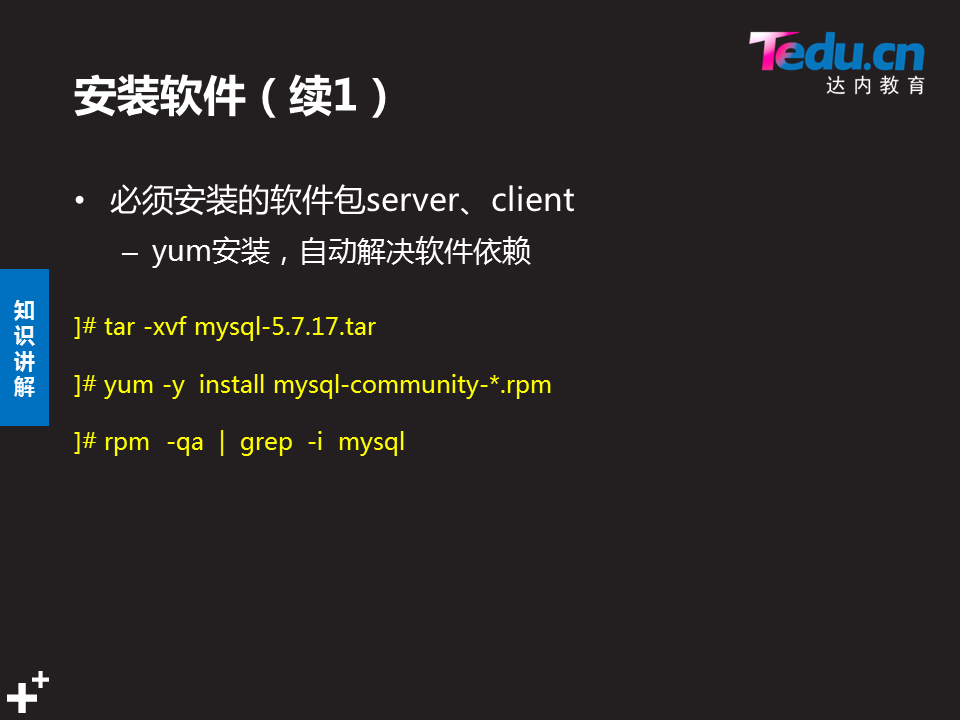 Tedu.cn
达内教育
安装软件（续1）
• 必须安装的软件包server、client
– yum安装，自动解决软件依赖
知识讲解
]# tar -xvf mysql-5.7.17.tar
]# yum -y install mysql-community-*.rpm
]# rpm -qa | grep -i mysql